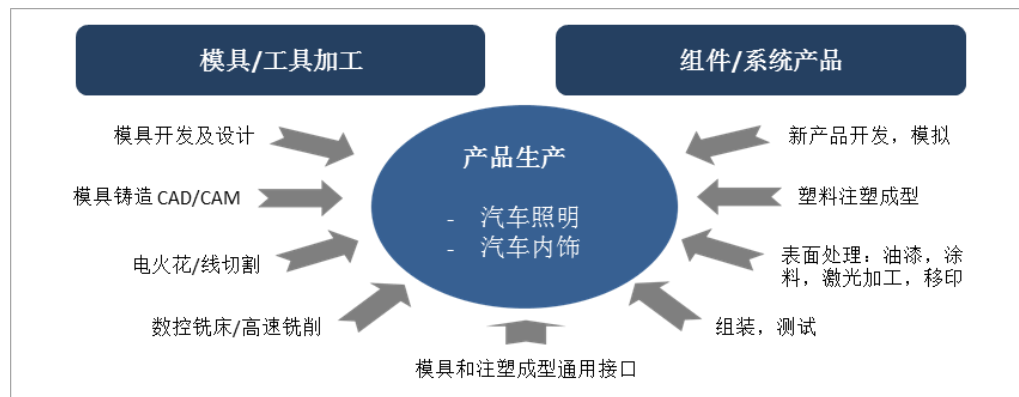 模具/工具加工
组件/系统产品
模具开发及设计
模具铸造 CAD/CAM
电火花/线切割
数控铣床/高速铣削
产品生产
- 汽车照明
- 汽车内饰
新产品开发，模拟
塑料注塑成型
表面处理：油漆，涂
料，激光加工，移印
组装，测试
模具和注塑成型通用接口